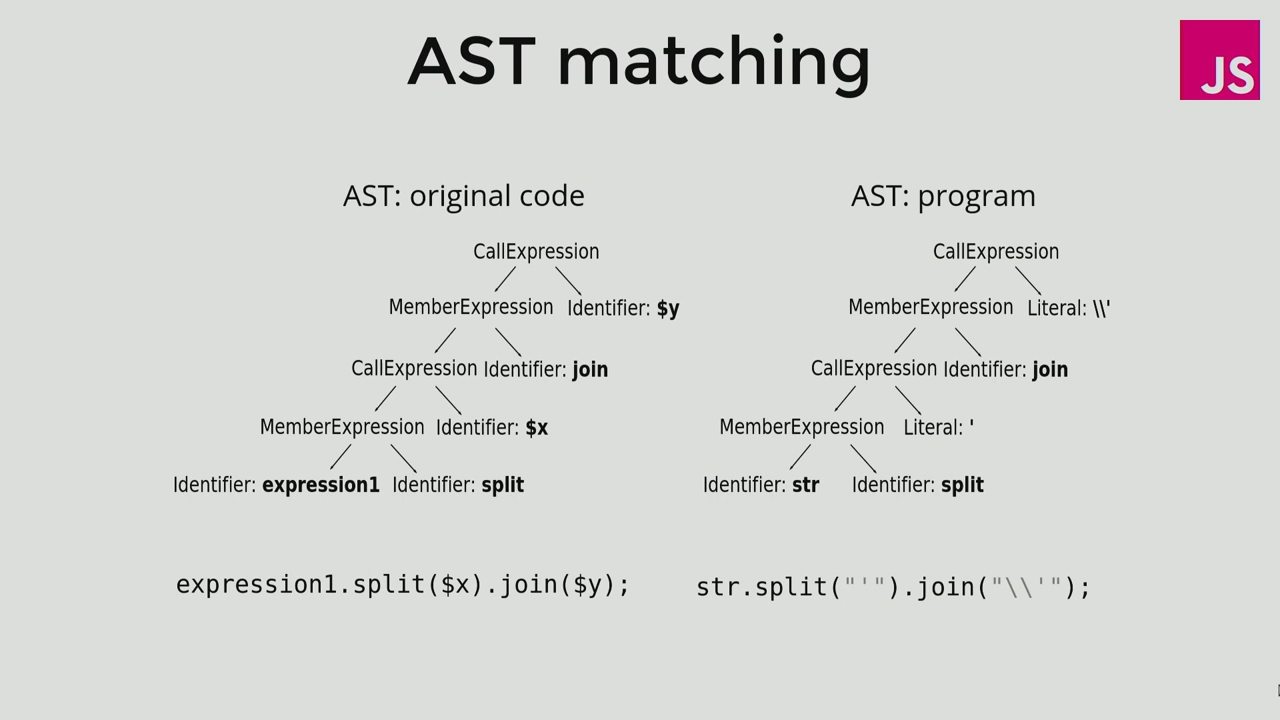 AST matching
JS
AST: original code
CallExpression
MemberExpression Identifier: $y
CallExpression Identifier: join
MemberExpression Identifier: $x
Identifier: expression1 Identifier: split
expression1.split($x).join($y);
AST: program
CallExpression
MemberExpression Literal: \\'
CallExpression Identifier: join
MemberExpression Literal: '
Identifier: str Identifier: split
str.split("'").join("\\'");